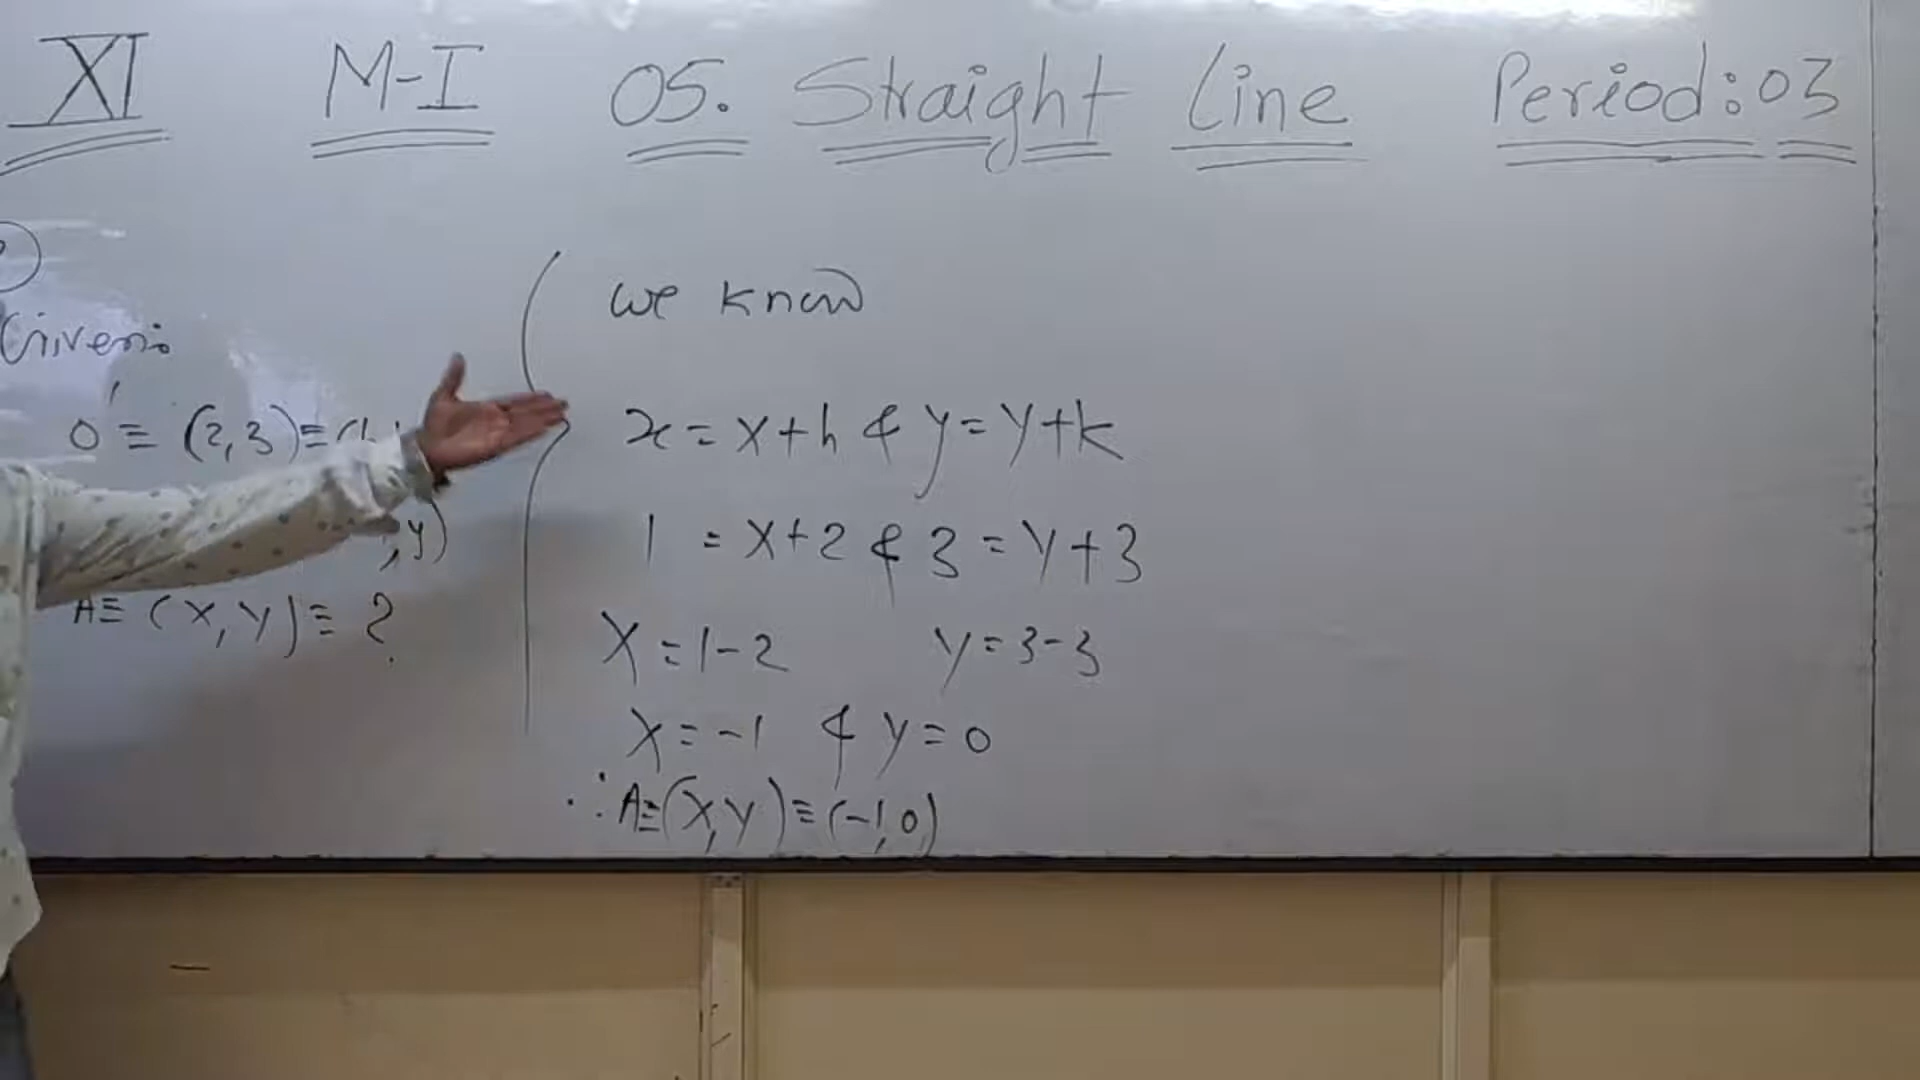 XI M-I 05. Straight Line Period:03
Given:
O' ≡ (2,3) ≡ (h
, y)
A ≡ (X, Y) ≡ ?
we know
x = X+h & y = Y+k
1 = X+2 & 3 = Y+3
X = 1-2 Y = 3-3
X = -1 & Y = 0
∴ A ≡ (X, Y) ≡ (-1, 0)